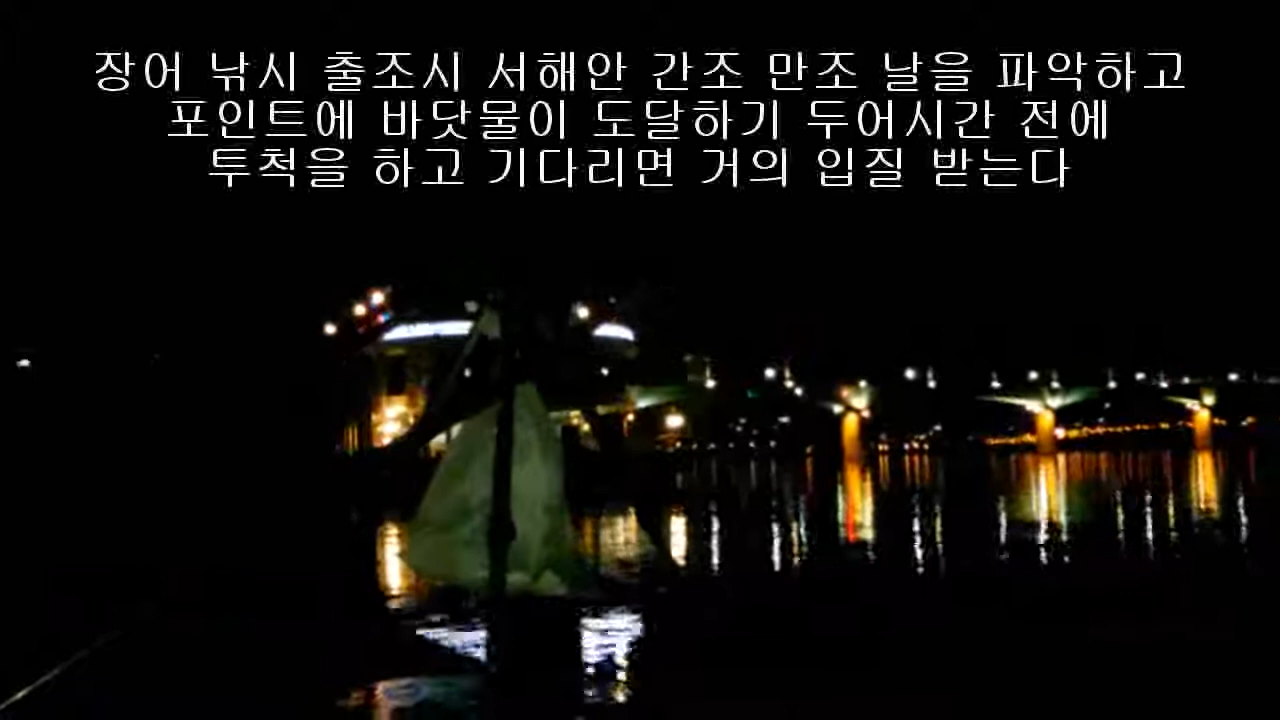 장어 낚시 출조시 서해안 간조 만조 날을 파악하고
포인트에 바닷물이 도달하기 두어시간 전에
투척을 하고 기다리면 거의 입질 받는다